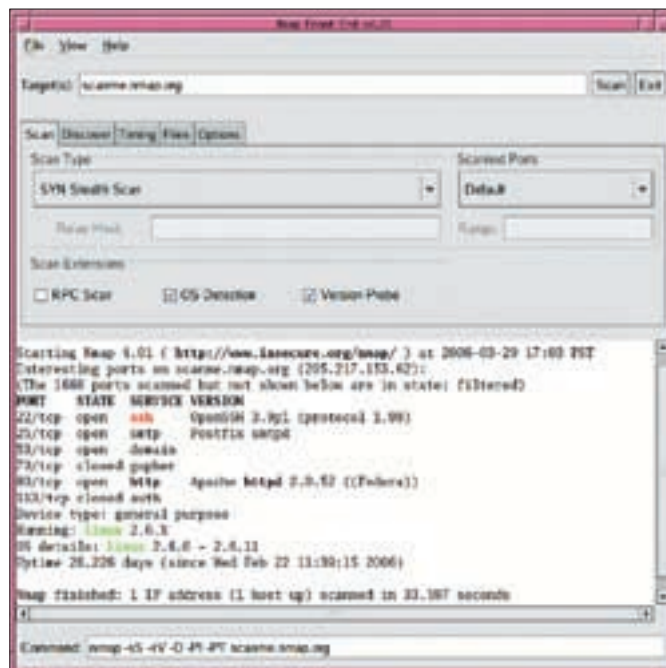 Nmap Front End v4.01
File View Help
Target(s): scanme.nmap.org Scan Exit
Scan Discover Timing Files Options
Scan Type Scanned Ports
SYN Stealth Scan Default
Relay Host: Range:
Scan Extensions
RPC Scan OS Detection Version Probe
Starting Nmap 4.01 ( http://www.insecure.org/nmap/ ) at 2006-03-20 17:03 PST
Interesting ports on scanme.nmap.org (205.217.153.62):
(The 1666 ports scanned but not shown below are in state: filtered)
PORT STATE SERVICE VERSION
22/tcp open ssh OpenSSH 3.9p1 (protocol 1.99)
25/tcp open smtp Postfix smtpd
53/tcp open domain
70/tcp closed gopher
80/tcp open http Apache httpd 2.0.52 ((Fedora))
113/tcp closed auth
Device type: general purpose
Running: Linux 2.6.X
OS details: Linux 2.6.0 - 2.6.11
Uptime 26.226 days (since Wed Feb 22 11:39:15 2006)
Nmap finished: 1 IP address (1 host up) scanned in 33.397 seconds
Command: nmap -sS -sV -O -PI -PT scanme.nmap.org